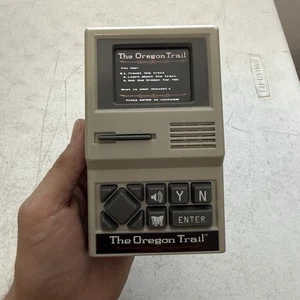 The Oregon Trail
You may:
1. Travel the trail
2. Learn about the trail
3. See the Oregon Top Ten
What is your choice?
Press ENTER to continue
Y N
ENTER
The Oregon Trail™